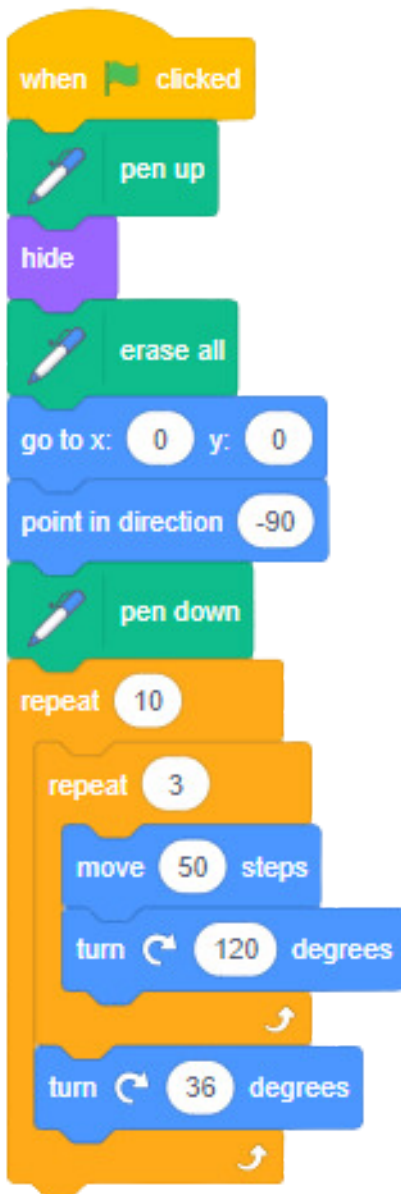 when clicked
pen up
hide
erase all
go to x: 0 y: 0
point in direction -90
pen down
repeat 10
repeat 3
move 50 steps
turn 120 degrees
turn 36 degrees